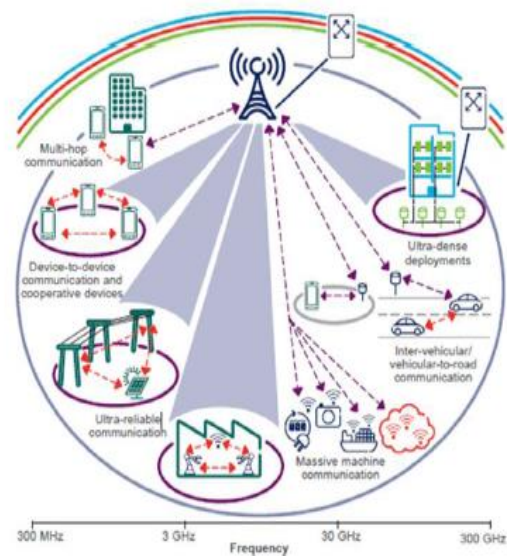 Multi-hop
communication
Device-to-device
communication and
cooperative devices
Ultra-reliable
communication
Ultra-dense
deployments
Inter-vehicular/
vehicular-to-road
communication
Massive machine
communication
300 MHz
3 GHz
30 GHz
300 GHz
Frequency